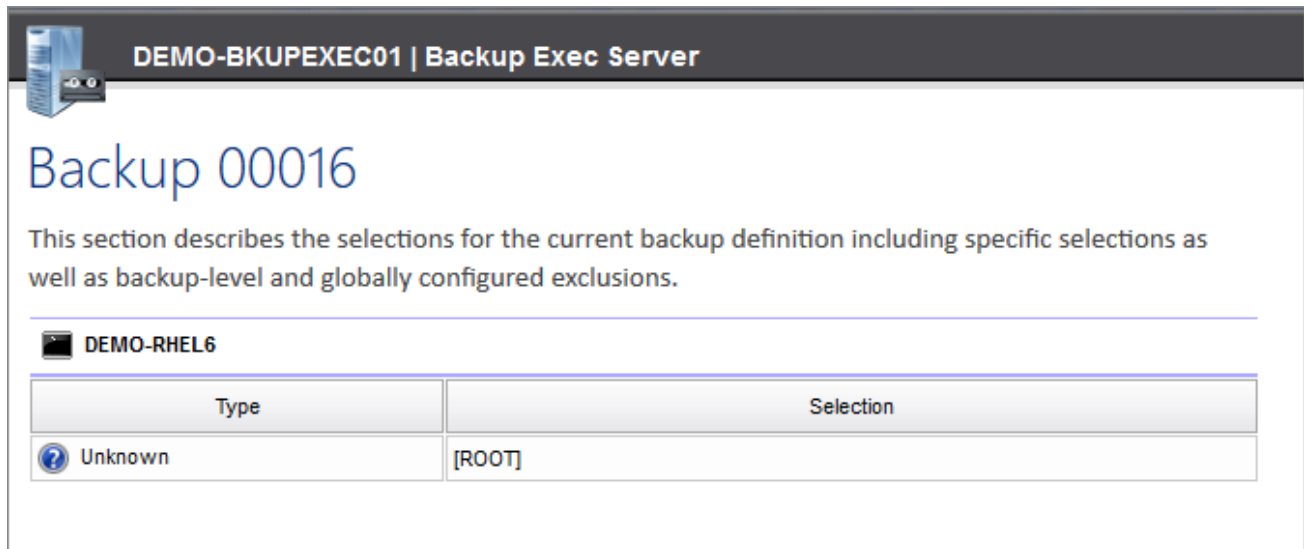 DEMO-BKUPEXEC01 | Backup Exec Server
Backup 00016
This section describes the selections for the current backup definition including specific selections as
well as backup-level and globally configured exclusions.
DEMO-RHEL6
Type Selection
Unknown [ROOT]